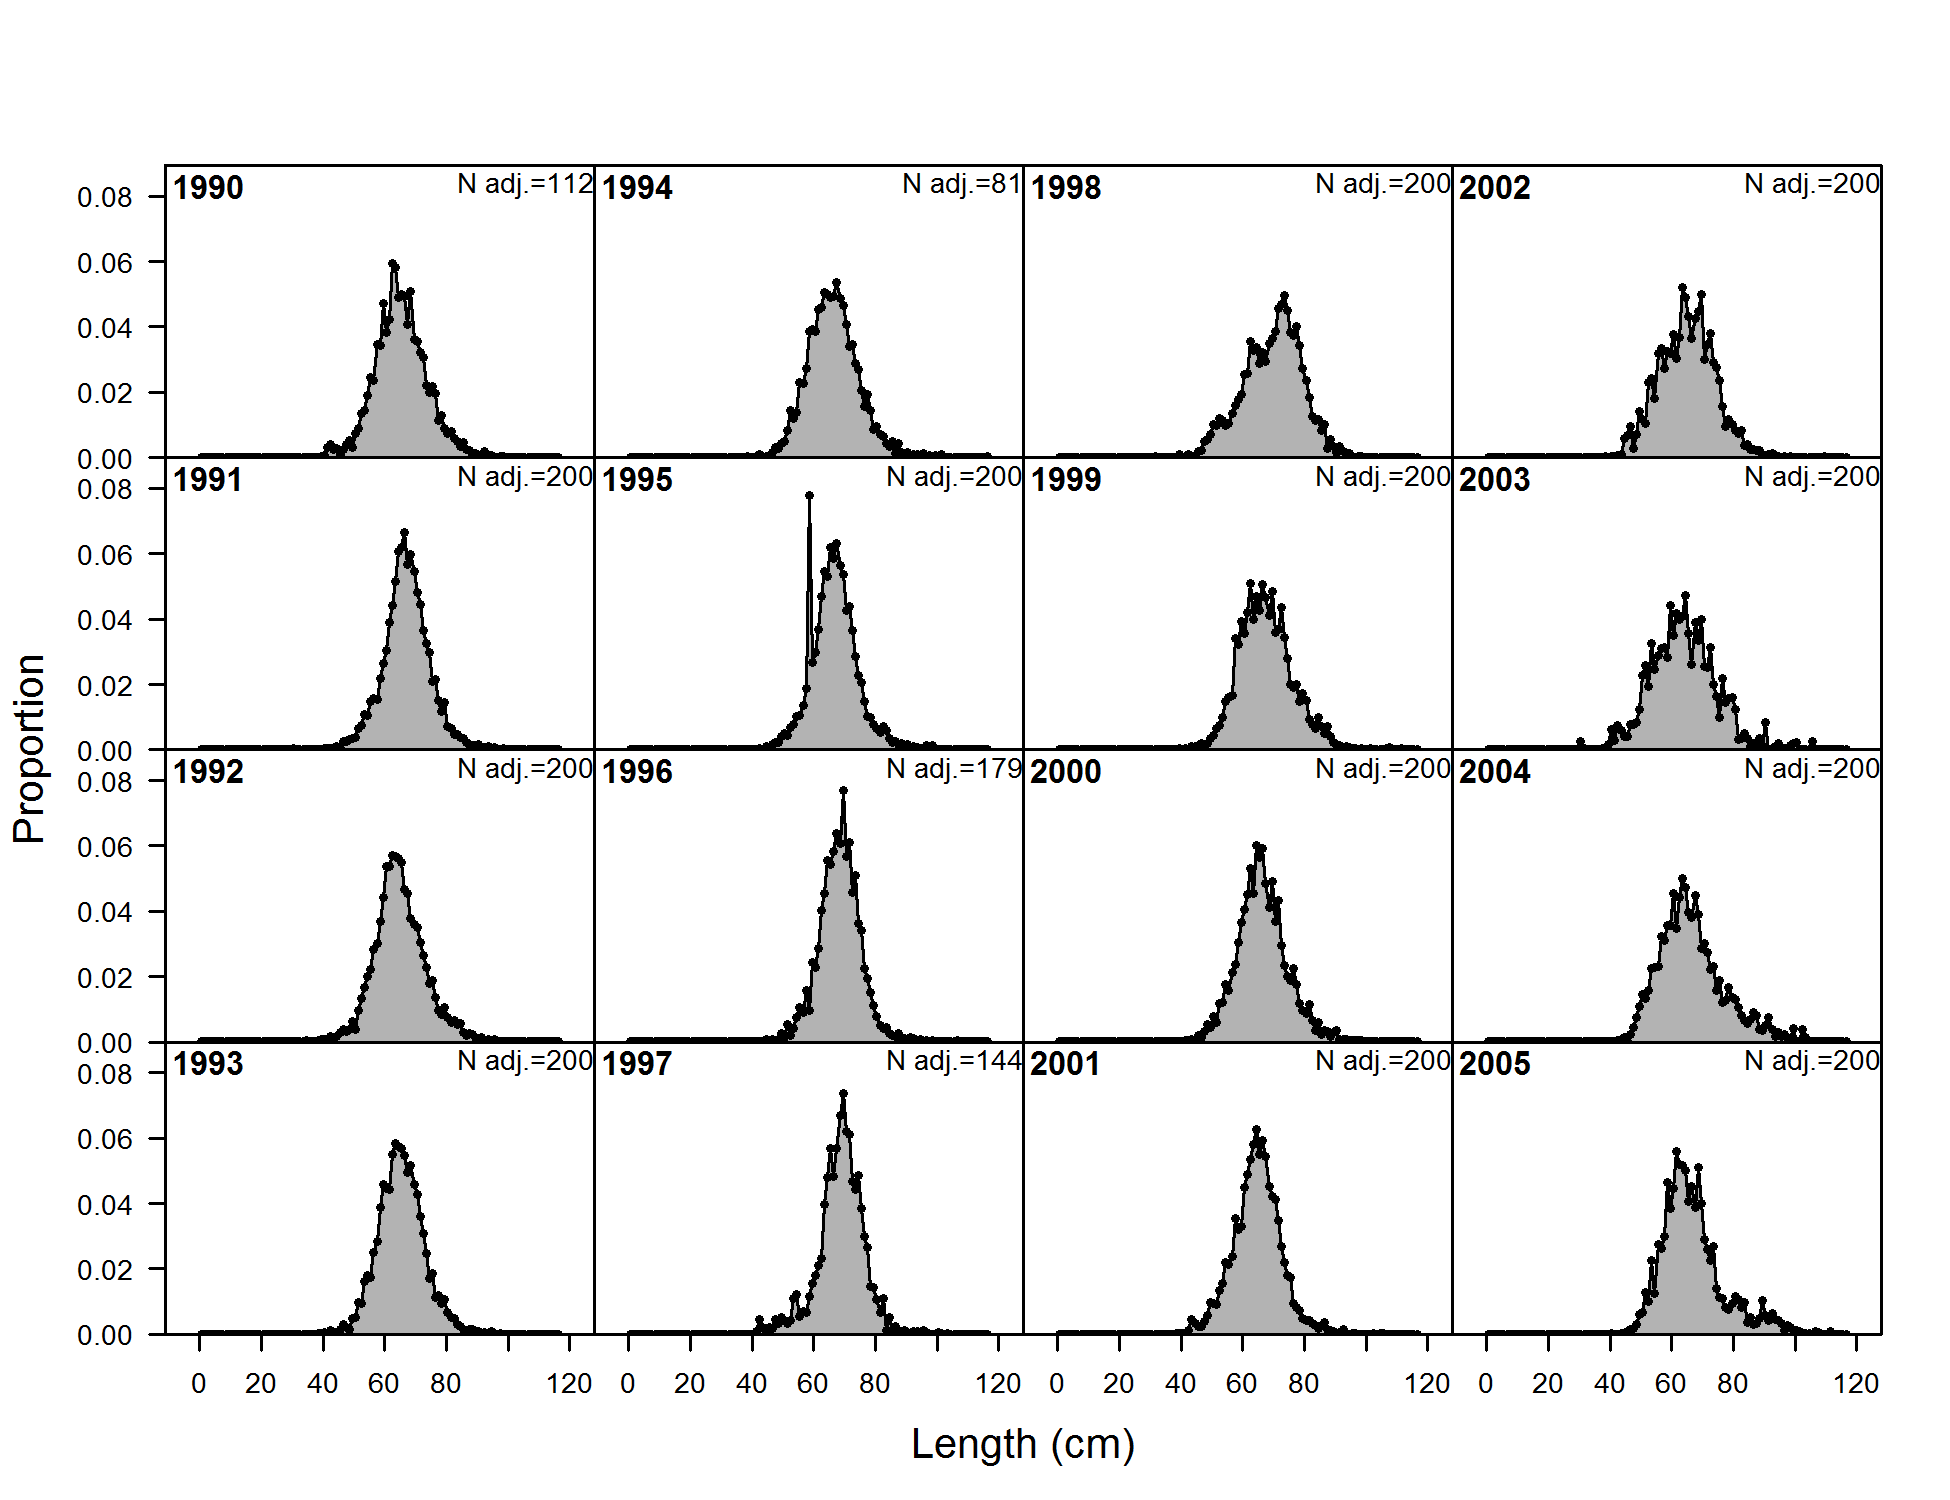 1990 N adj.=112 1994 N adj.=81 1998 N adj.=200 2002 N adj.=200
0.08
0.06
0.04
0.02
0.00
1991 N adj.=200 1995 N adj.=200 1999 N adj.=200 2003 N adj.=200
0.08
0.06
0.04
0.02
0.00
1992 N adj.=200 1996 N adj.=179 2000 N adj.=200 2004 N adj.=200
0.08
0.06
0.04
0.02
0.00
1993 N adj.=200 1997 N adj.=144 2001 N adj.=200 2005 N adj.=200
0.08
0.06
0.04
0.02
0.00
Proportion
0 20 40 60 80 120 0 20 40 60 80 120 0 20 40 60 80 120 0 20 40 60 80 120
Length (cm)